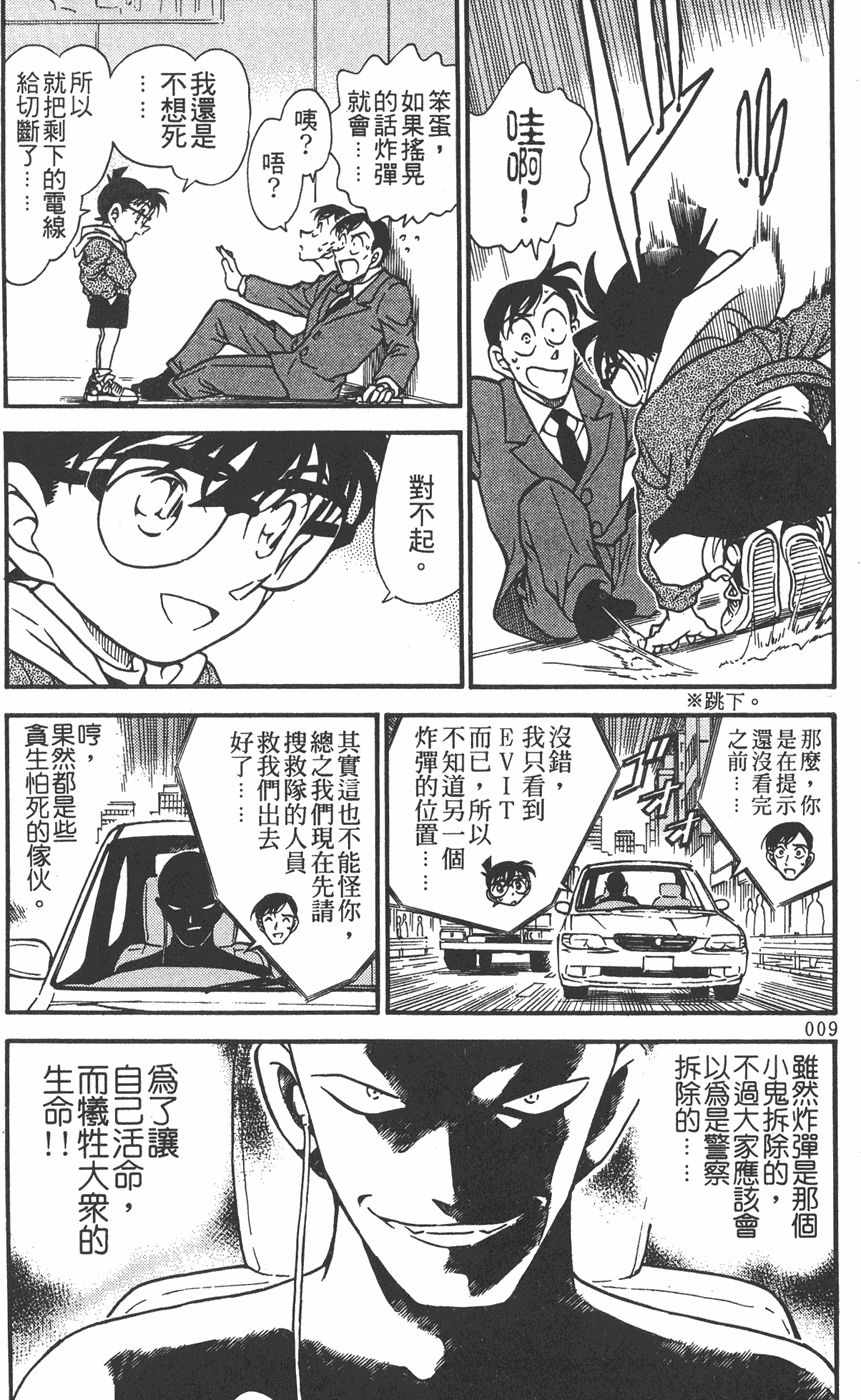 哇啊！
!!
笨蛋，
如果搖晃
的話炸彈
就會……
咦？
唔？
我還是
不想死
……
所以
就把剩下的電線
給切斷了……
對不起。
※跳下。
那麼，你
是在提示
還沒看完
之前……
沒錯，
我只看到
EVIT
而已，所以
不知道另一個
炸彈的位置
……
其實這也不能怪你，
總之我們現在先請
搜救隊的人員
救我們出去
好了……
哼，
果然都是些
貪生怕死的傢伙。
009
雖然炸彈是那個
小鬼拆除的，
不過大家應該會
以為是警察
拆除的……
為了讓
自己活命，
而犧牲大眾的
生命!!